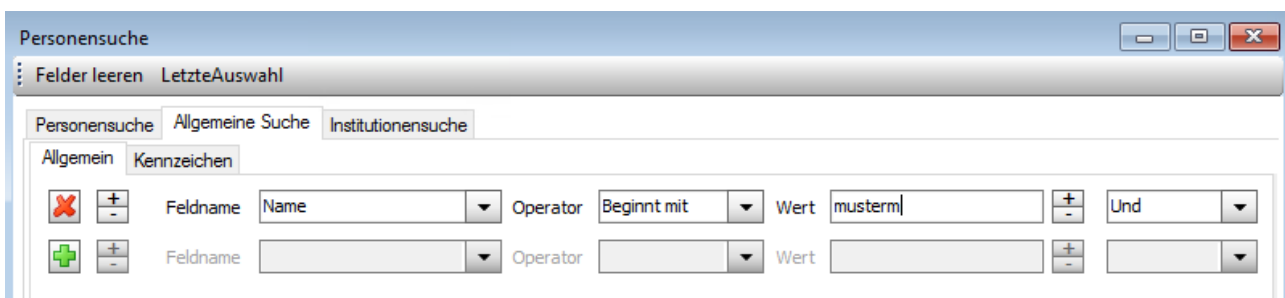 Personensuche
Felder leeren LetzteAuswahl
Personensuche Allgemeine Suche Institutionensuche
Allgemein Kennzeichen
+ - Feldname Name Operator Beginnt mit Wert musterm + - Und
+ - Feldname Operator Wert + -